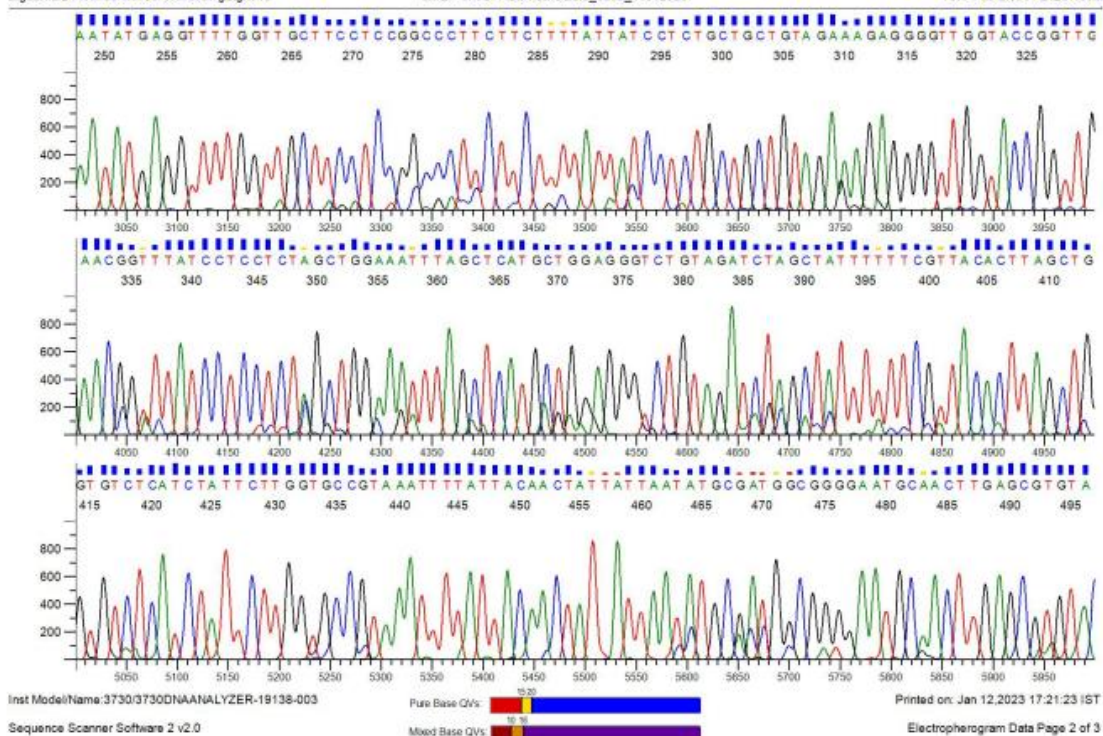 AATATGAGGTTTTGGTTGCTTCCTCCGGCCCTTCTTCTTTTATTATCCTCTGCTGCTGTAGAAAGAGGGGTTGGTACCGGTTG
250 255 260 265 270 275 280 285 290 295 300 305 310 315 320 325
800
600
400
200
3050 3100 3150 3200 3250 3300 3350 3400 3450 3500 3550 3600 3650 3700 3750 3800 3850 3900 3950
AACGGTTTATCCTCCTCTAGCTGGAAATTTAGCTCATGCTGGAGGGTCTGTAGATCTAGCTATTTTTTCGTTACACTTAGCTG
335 340 345 350 355 360 365 370 375 380 385 390 395 400 405 410
800
600
400
200
4050 4100 4150 4200 4250 4300 4350 4400 4450 4500 4550 4600 4650 4700 4750 4800 4850 4900 4950
GTGTCTCATCTATTCTTGGTGCCGTAAATTTTATTACAACTATTATTAATATGCGATGGCGGGGAATGCAACTTGAGCGTGTA
415 420 425 430 435 440 445 450 455 460 465 470 475 480 485 490 495
800
600
400
200
5050 5100 5150 5200 5250 5300 5350 5400 5450 5500 5550 5600 5650 5700 5750 5800 5850 5900 5950
Inst Model/Name:3730/3730DNAANALYZER-19138-003
Pure Base QVs:
15 20
Printed on: Jan 12,2023 17:21:23 IST
Sequence Scanner Software 2 v2.0
Mixed Base QVs:
10 16
Electropherogram Data Page 2 of 3